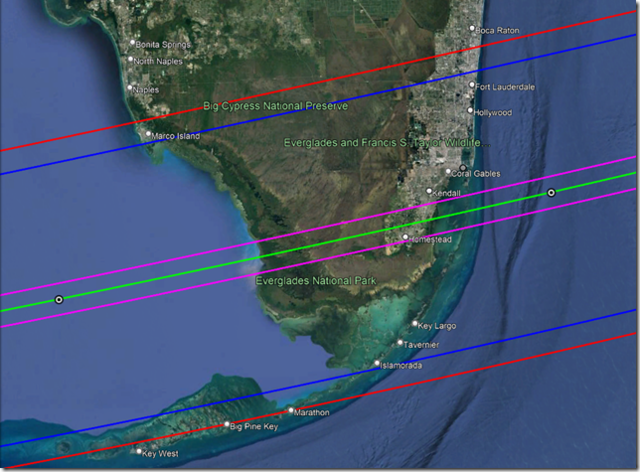 Boca Raton
Bonita Springs
North Naples
Naples
Fort Lauderdale
Big Cypress National Preserve
Hollywood
Marco Island
Everglades and Francis S. Taylor Wildlife
Coral Gables
Kendall
Homestead
Everglades National Park
Key Largo
Tavernier
Islamorada
Marathon
Big Pine Key
Key West